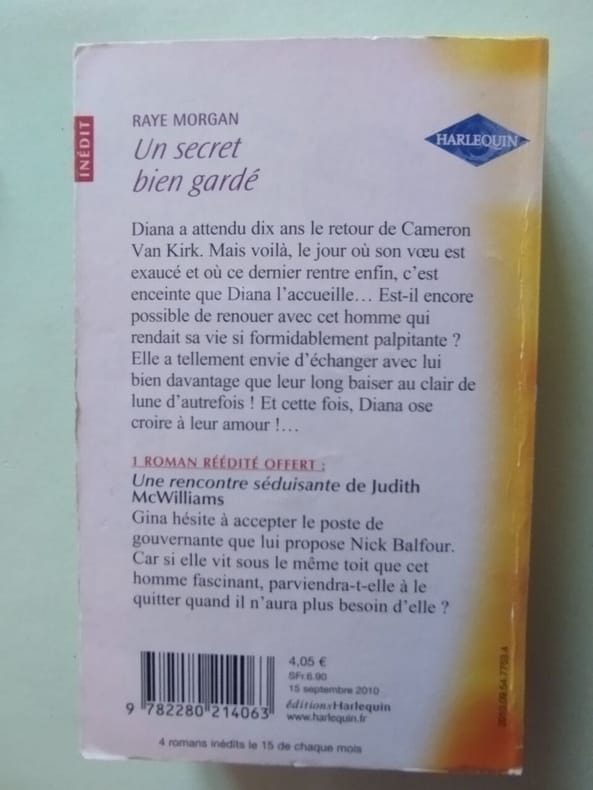 INÉDIT
RAYE MORGAN
HARLEQUIN
Un secret
bien gardé
Diana a attendu dix ans le retour de Cameron
Van Kirk. Mais voilà, le jour où son vœu est
exaucé et où ce dernier rentre enfin, c'est
enceinte que Diana l'accueille... Est-il encore
possible de renouer avec cet homme qui
rendait sa vie si formidablement palpitante ?
Elle a tellement envie d'échanger avec lui
bien davantage que leur long baiser au clair de
lune d'autrefois ! Et cette fois, Diana ose
croire à leur amour !...
1 ROMAN RÉÉDITÉ OFFERT :
Une rencontre séduisante de Judith
McWilliams
Gina hésite à accepter le poste de
gouvernante que lui propose Nick Balfour.
Car si elle vit sous le même toit que cet
homme fascinant, parviendra-t-elle à le
quitter quand il n'aura plus besoin d'elle ?
4,05 €
SFr.6.90
15 septembre 2010
éditionsHarlequin
www.harlequin.fr
9 782280 214063
4 romans inédits le 15 de chaque mois